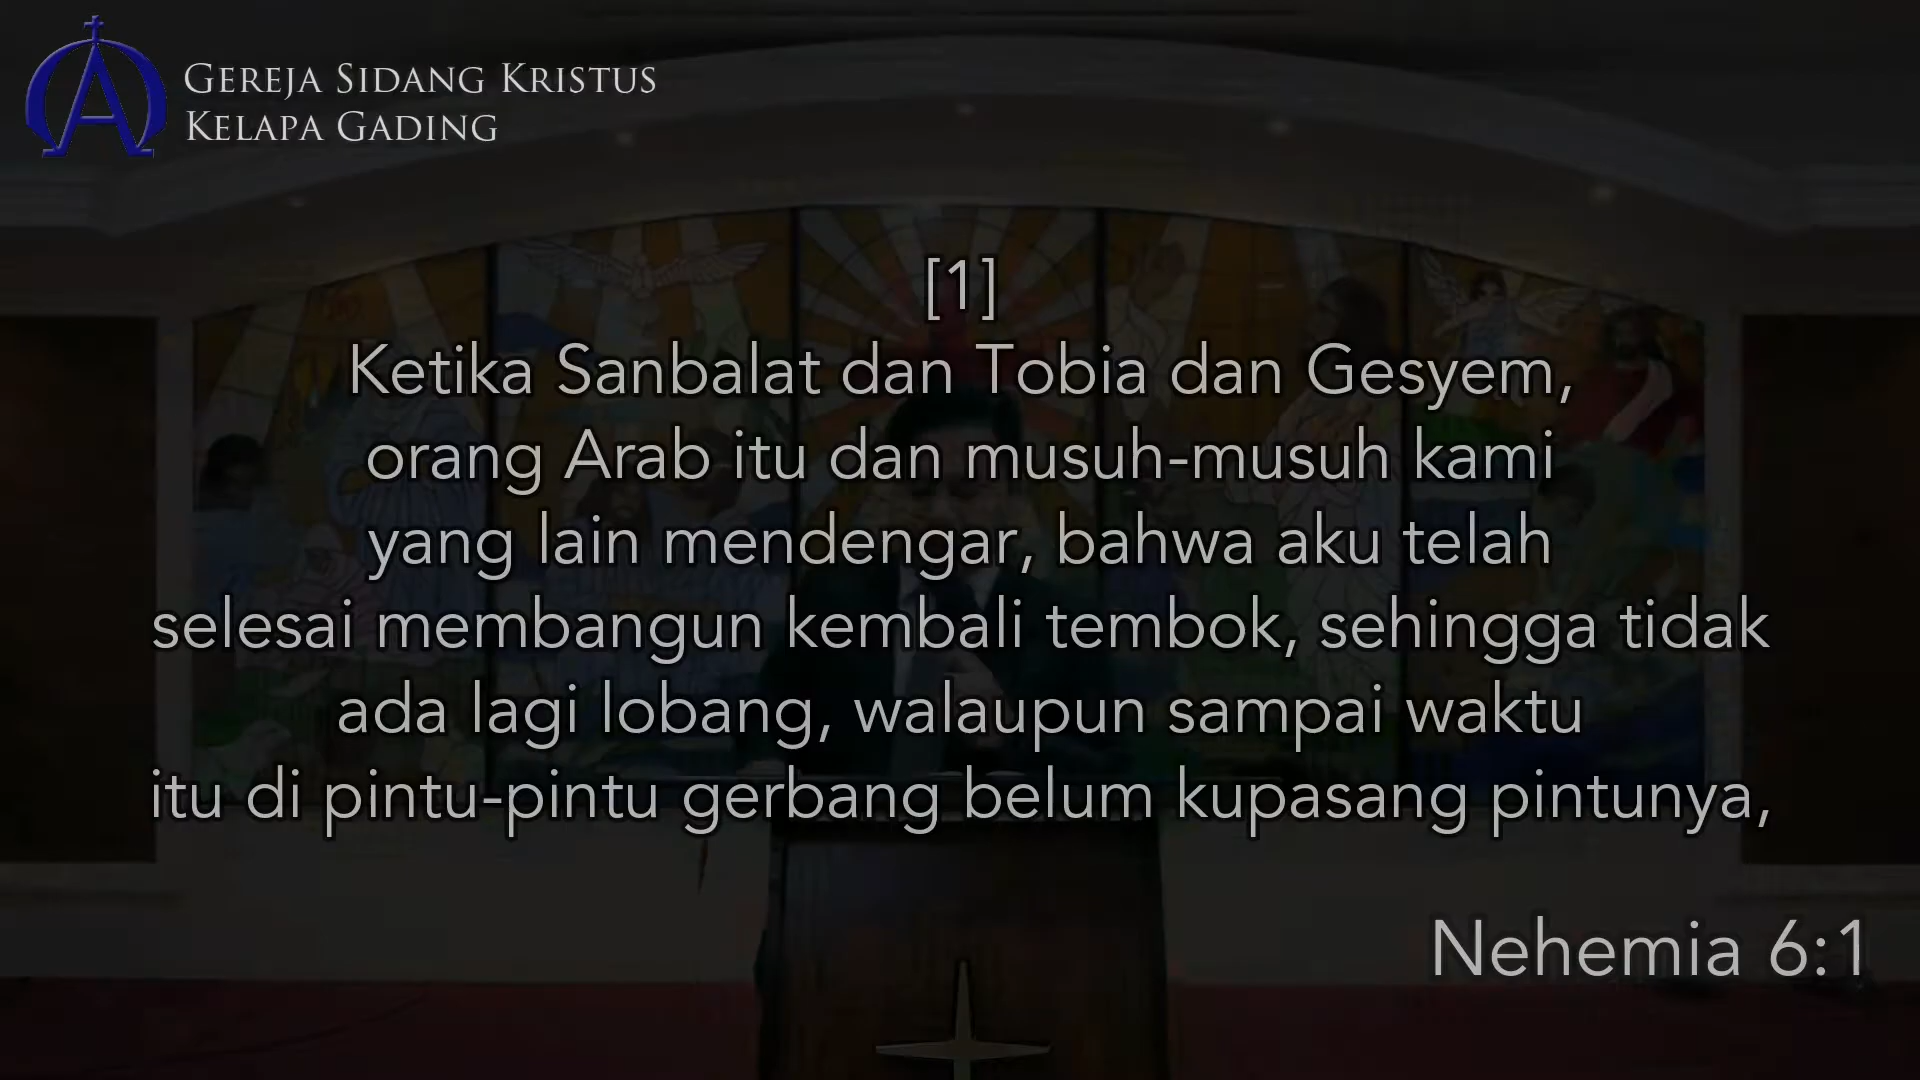 Gereja Sidang Kristus
Kelapa Gading
[1]
Ketika Sanbalat dan Tobia dan Gesyem,
orang Arab itu dan musuh-musuh kami
yang lain mendengar, bahwa aku telah
selesai membangun kembali tembok, sehingga tidak
ada lagi lobang, walaupun sampai waktu
itu di pintu-pintu gerbang belum kupasang pintunya,
Nehemia 6:1